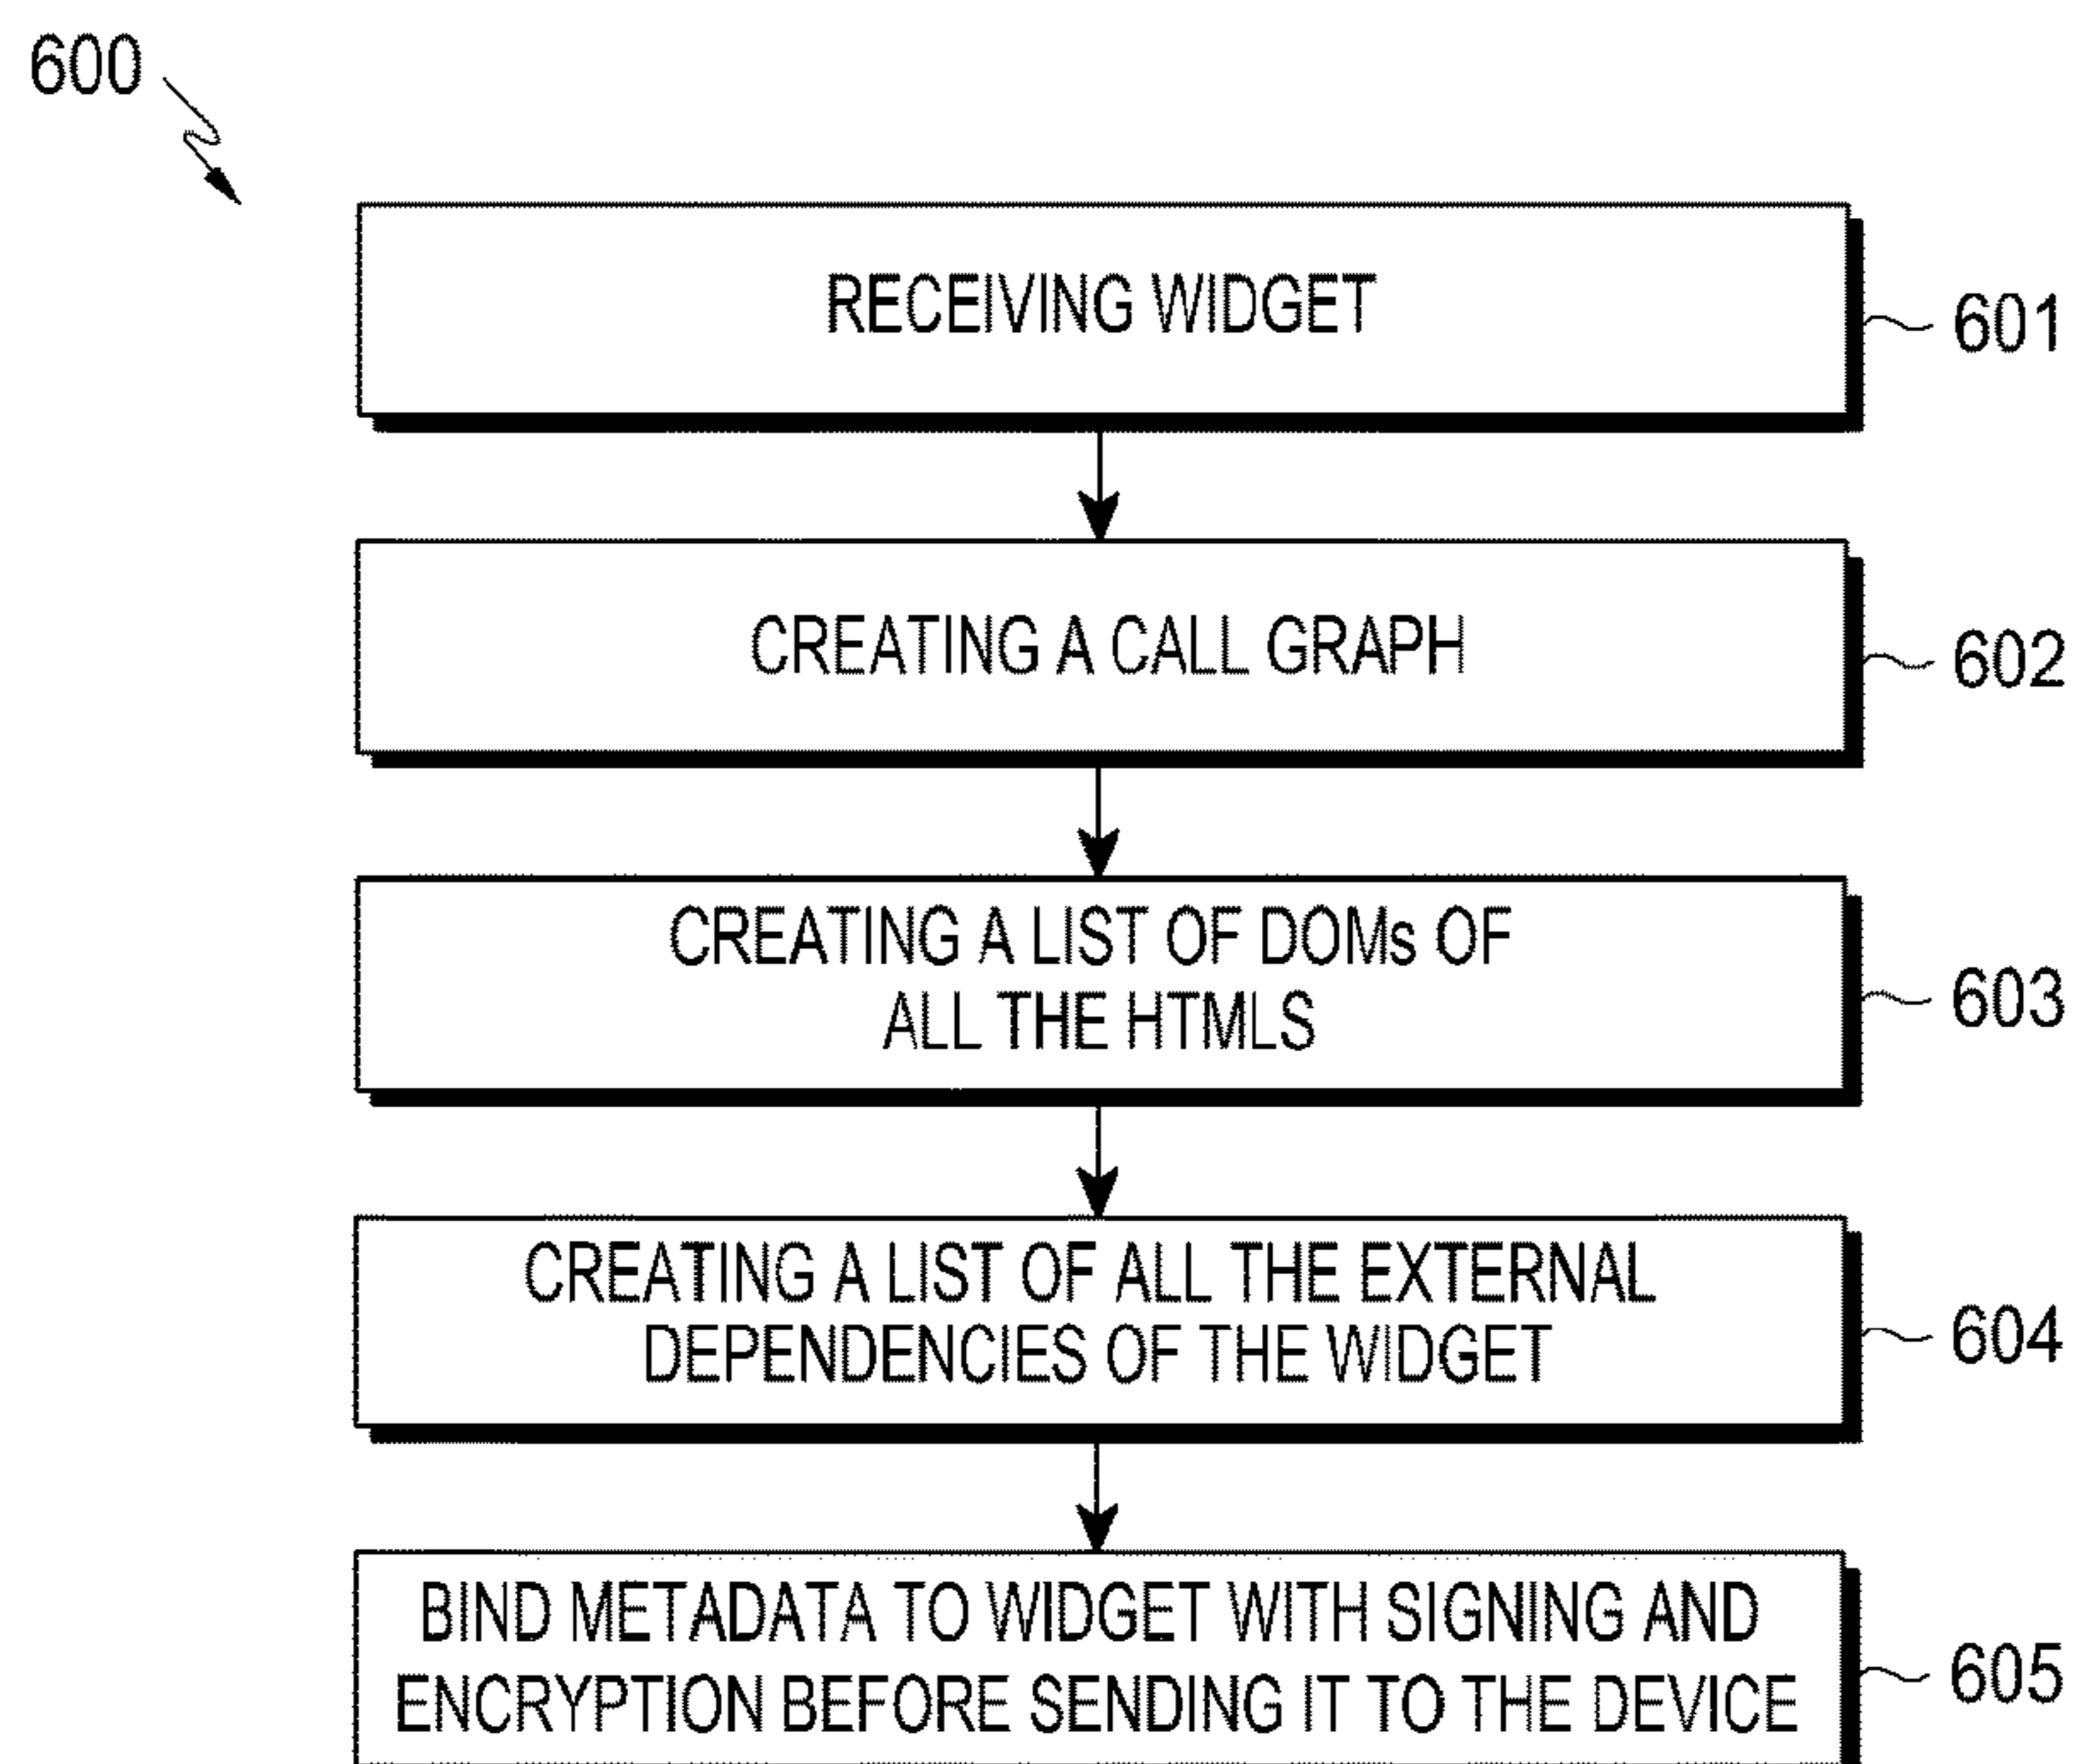 600
RECEIVING WIDGET
601
CREATING A CALL GRAPH
602
CREATING A LIST OF DOMs OF
ALL THE HTMLS
603
CREATING A LIST OF ALL THE EXTERNAL
DEPENDENCIES OF THE WIDGET
604
BIND METADATA TO WIDGET WITH SIGNING AND
ENCRYPTION BEFORE SENDING IT TO THE DEVICE
605